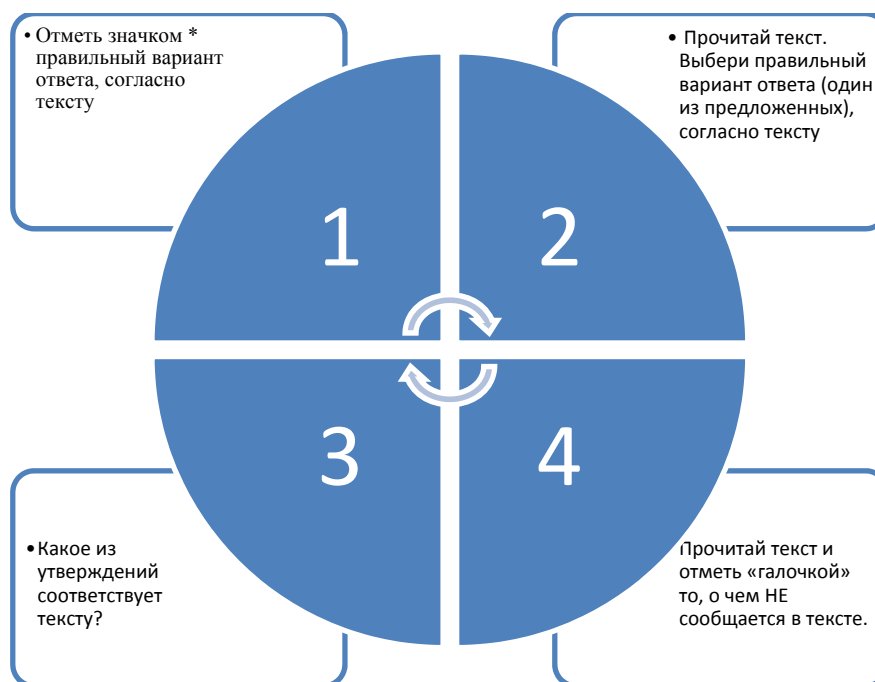 • Отметь значком *
правильный вариант
ответа, согласно
тексту
• Прочитай текст.
Выбери правильный
вариант ответа (один
из предложенных),
согласно тексту
1
2
3
4
• Какое из
утверждений
соответствует
тексту?
Прочитай текст и
отметь «галочкой»
то, о чем НЕ
сообщается в тексте.